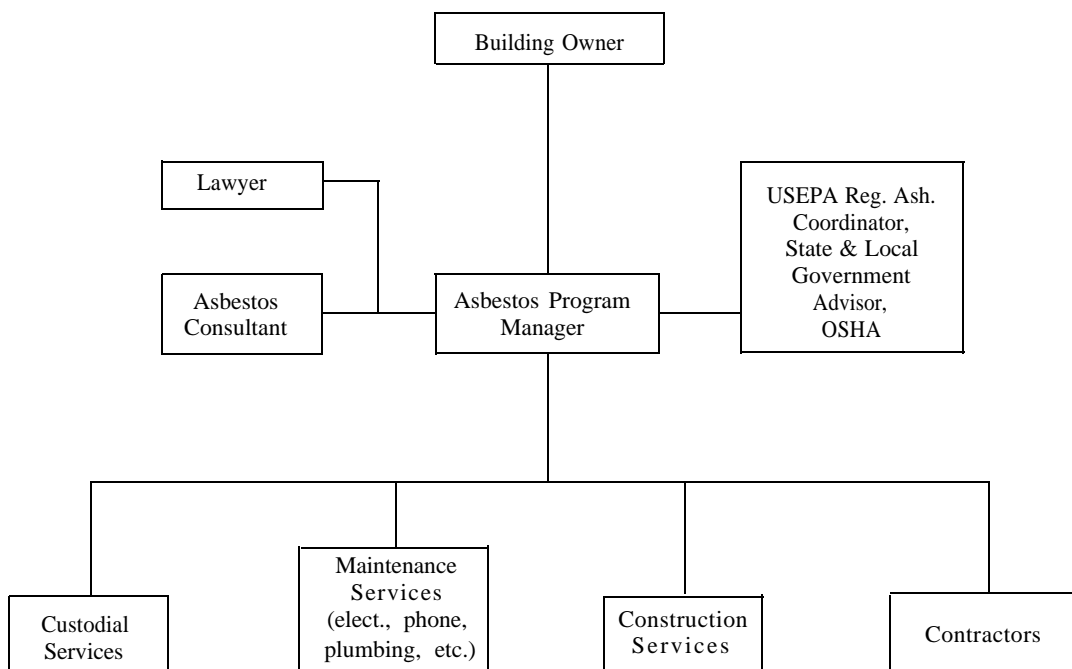 Building Owner
Lawyer
USEPA Reg. Ash.
Coordinator,
State & Local
Government
Advisor,
OSHA
Asbestos
Consultant
Asbestos Program
Manager
Custodial
Services
Maintenance
Services
(elect., phone,
plumbing, etc.)
Construction
Services
Contractors